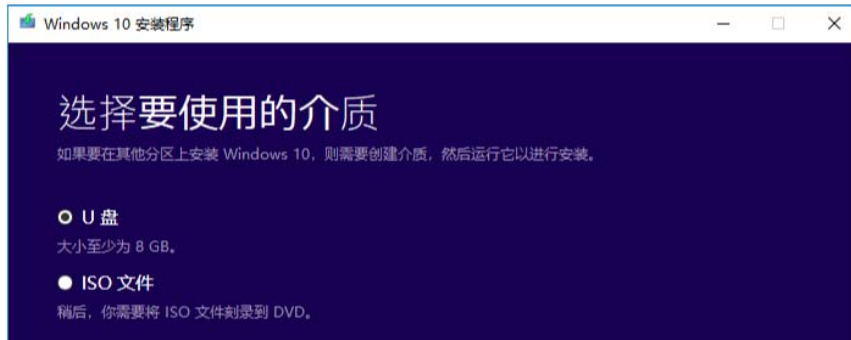 Windows 10 安装程序
选择要使用的介质
如果要在其他分区上安装 Windows 10，则需要创建介质，然后运行它以进行安装。
U 盘
大小至少为 8 GB。
ISO 文件
稍后，你需要将 ISO 文件刻录到 DVD。